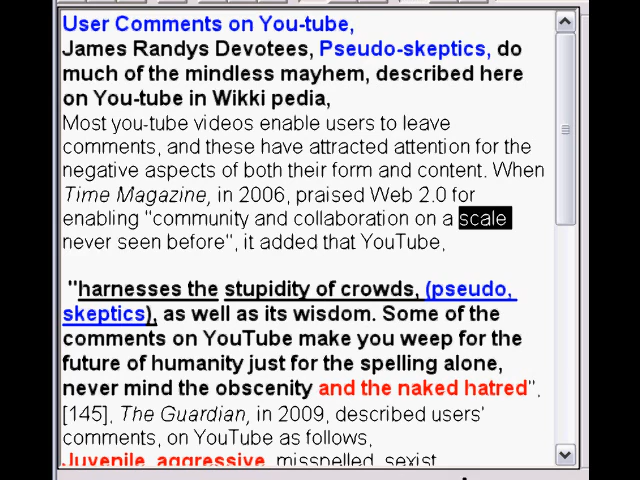 User Comments on You-tube,
James Randys Devotees, Pseudo-skeptics, do
much of the mindless mayhem, described here
on You-tube in Wikki pedia,
Most you-tube videos enable users to leave
comments, and these have attracted attention for the
negative aspects of both their form and content. When
Time Magazine, in 2006, praised Web 2.0 for
enabling "community and collaboration on a scale
never seen before", it added that YouTube,
"harnesses the stupidity of crowds, (pseudo,
skeptics), as well as its wisdom. Some of the
comments on YouTube make you weep for the
future of humanity just for the spelling alone,
never mind the obscenity and the naked hatred",
[145], The Guardian, in 2009, described users'
comments, on YouTube as follows,
Juvenile, aggressive, misspelled, sexist,